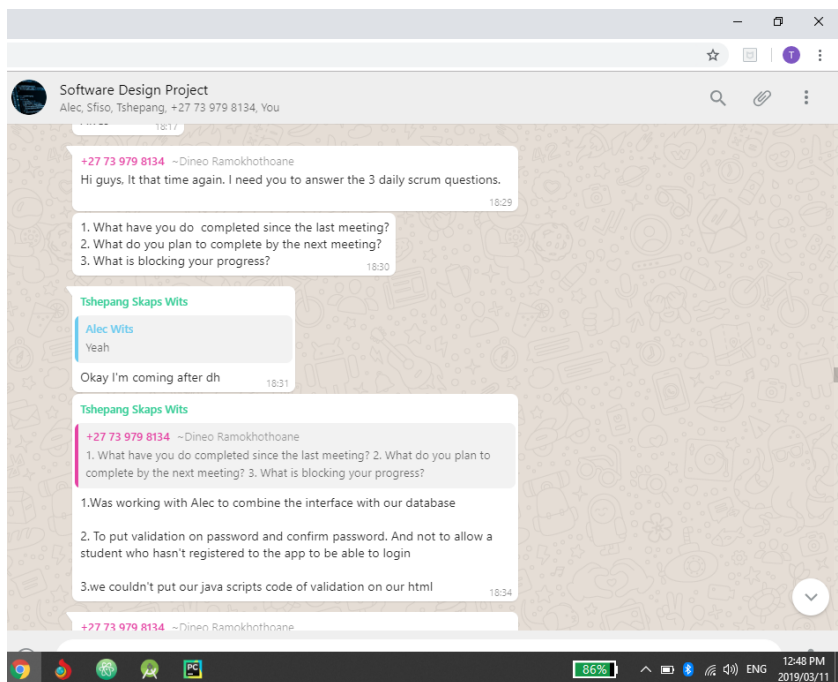 T
Software Design Project
Alec, Sfiso, Tshepang, +27 73 979 8134, You
18:17
+27 73 979 8134 ~Dineo Ramokhothoane
Hi guys, It that time again. I need you to answer the 3 daily scrum questions.
18:29
1. What have you do completed since the last meeting?
2. What do you plan to complete by the next meeting?
3. What is blocking your progress?
18:30
Tshepang Skaps Wits
Alec Wits
Yeah
Okay I'm coming after dh
18:31
Tshepang Skaps Wits
+27 73 979 8134 ~Dineo Ramokhothoane
1. What have you do completed since the last meeting? 2. What do you plan to
complete by the next meeting? 3. What is blocking your progress?
1.Was working with Alec to combine the interface with our database
2. To put validation on password and confirm password. And not to allow a
student who hasn't registered to the app to be able to login
3.we couldn't put our java scripts code of validation on our html
18:34
+27 73 979 8134 ~Dineo Ramokhothoane
PC
86%
ENG
12:48 PM
2019/03/11